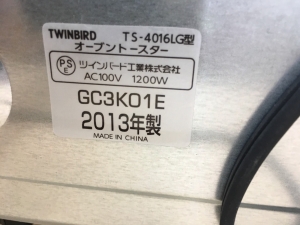 TWINBIRD TS-4016LG型
オーブントースター
PS E ツインバード工業株式会社
AC100V 1200W
GC3K01E
2013年製
MADE IN CHINA